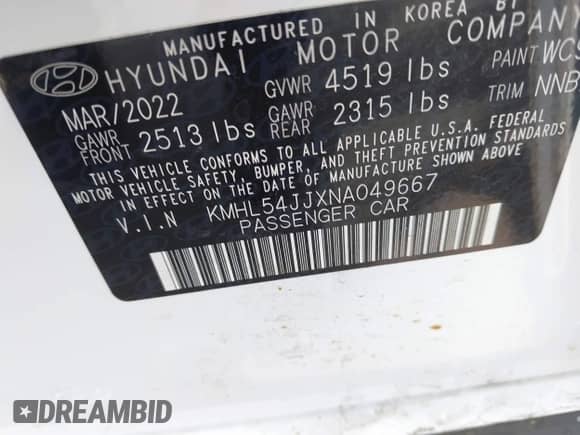 MANUFACTURED IN KOREA BY
HYUNDAI MOTOR COMPANY
MAR/2022 GVWR 4519 lbs PAINT WC9
GAWR FRONT 2513 lbs GAWR REAR 2315 lbs TRIM NNB
THIS VEHICLE CONFORMS TO ALL APPLICABLE U.S.A. FEDERAL
MOTOR VEHICLE SAFETY, BUMPER, AND THEFT PREVENTION STANDARDS
IN EFFECT ON THE DATE OF MANUFACTURE SHOWN ABOVE.
V.I.N KMHL54JJXNA049667
PASSENGER CAR
DREAMBID